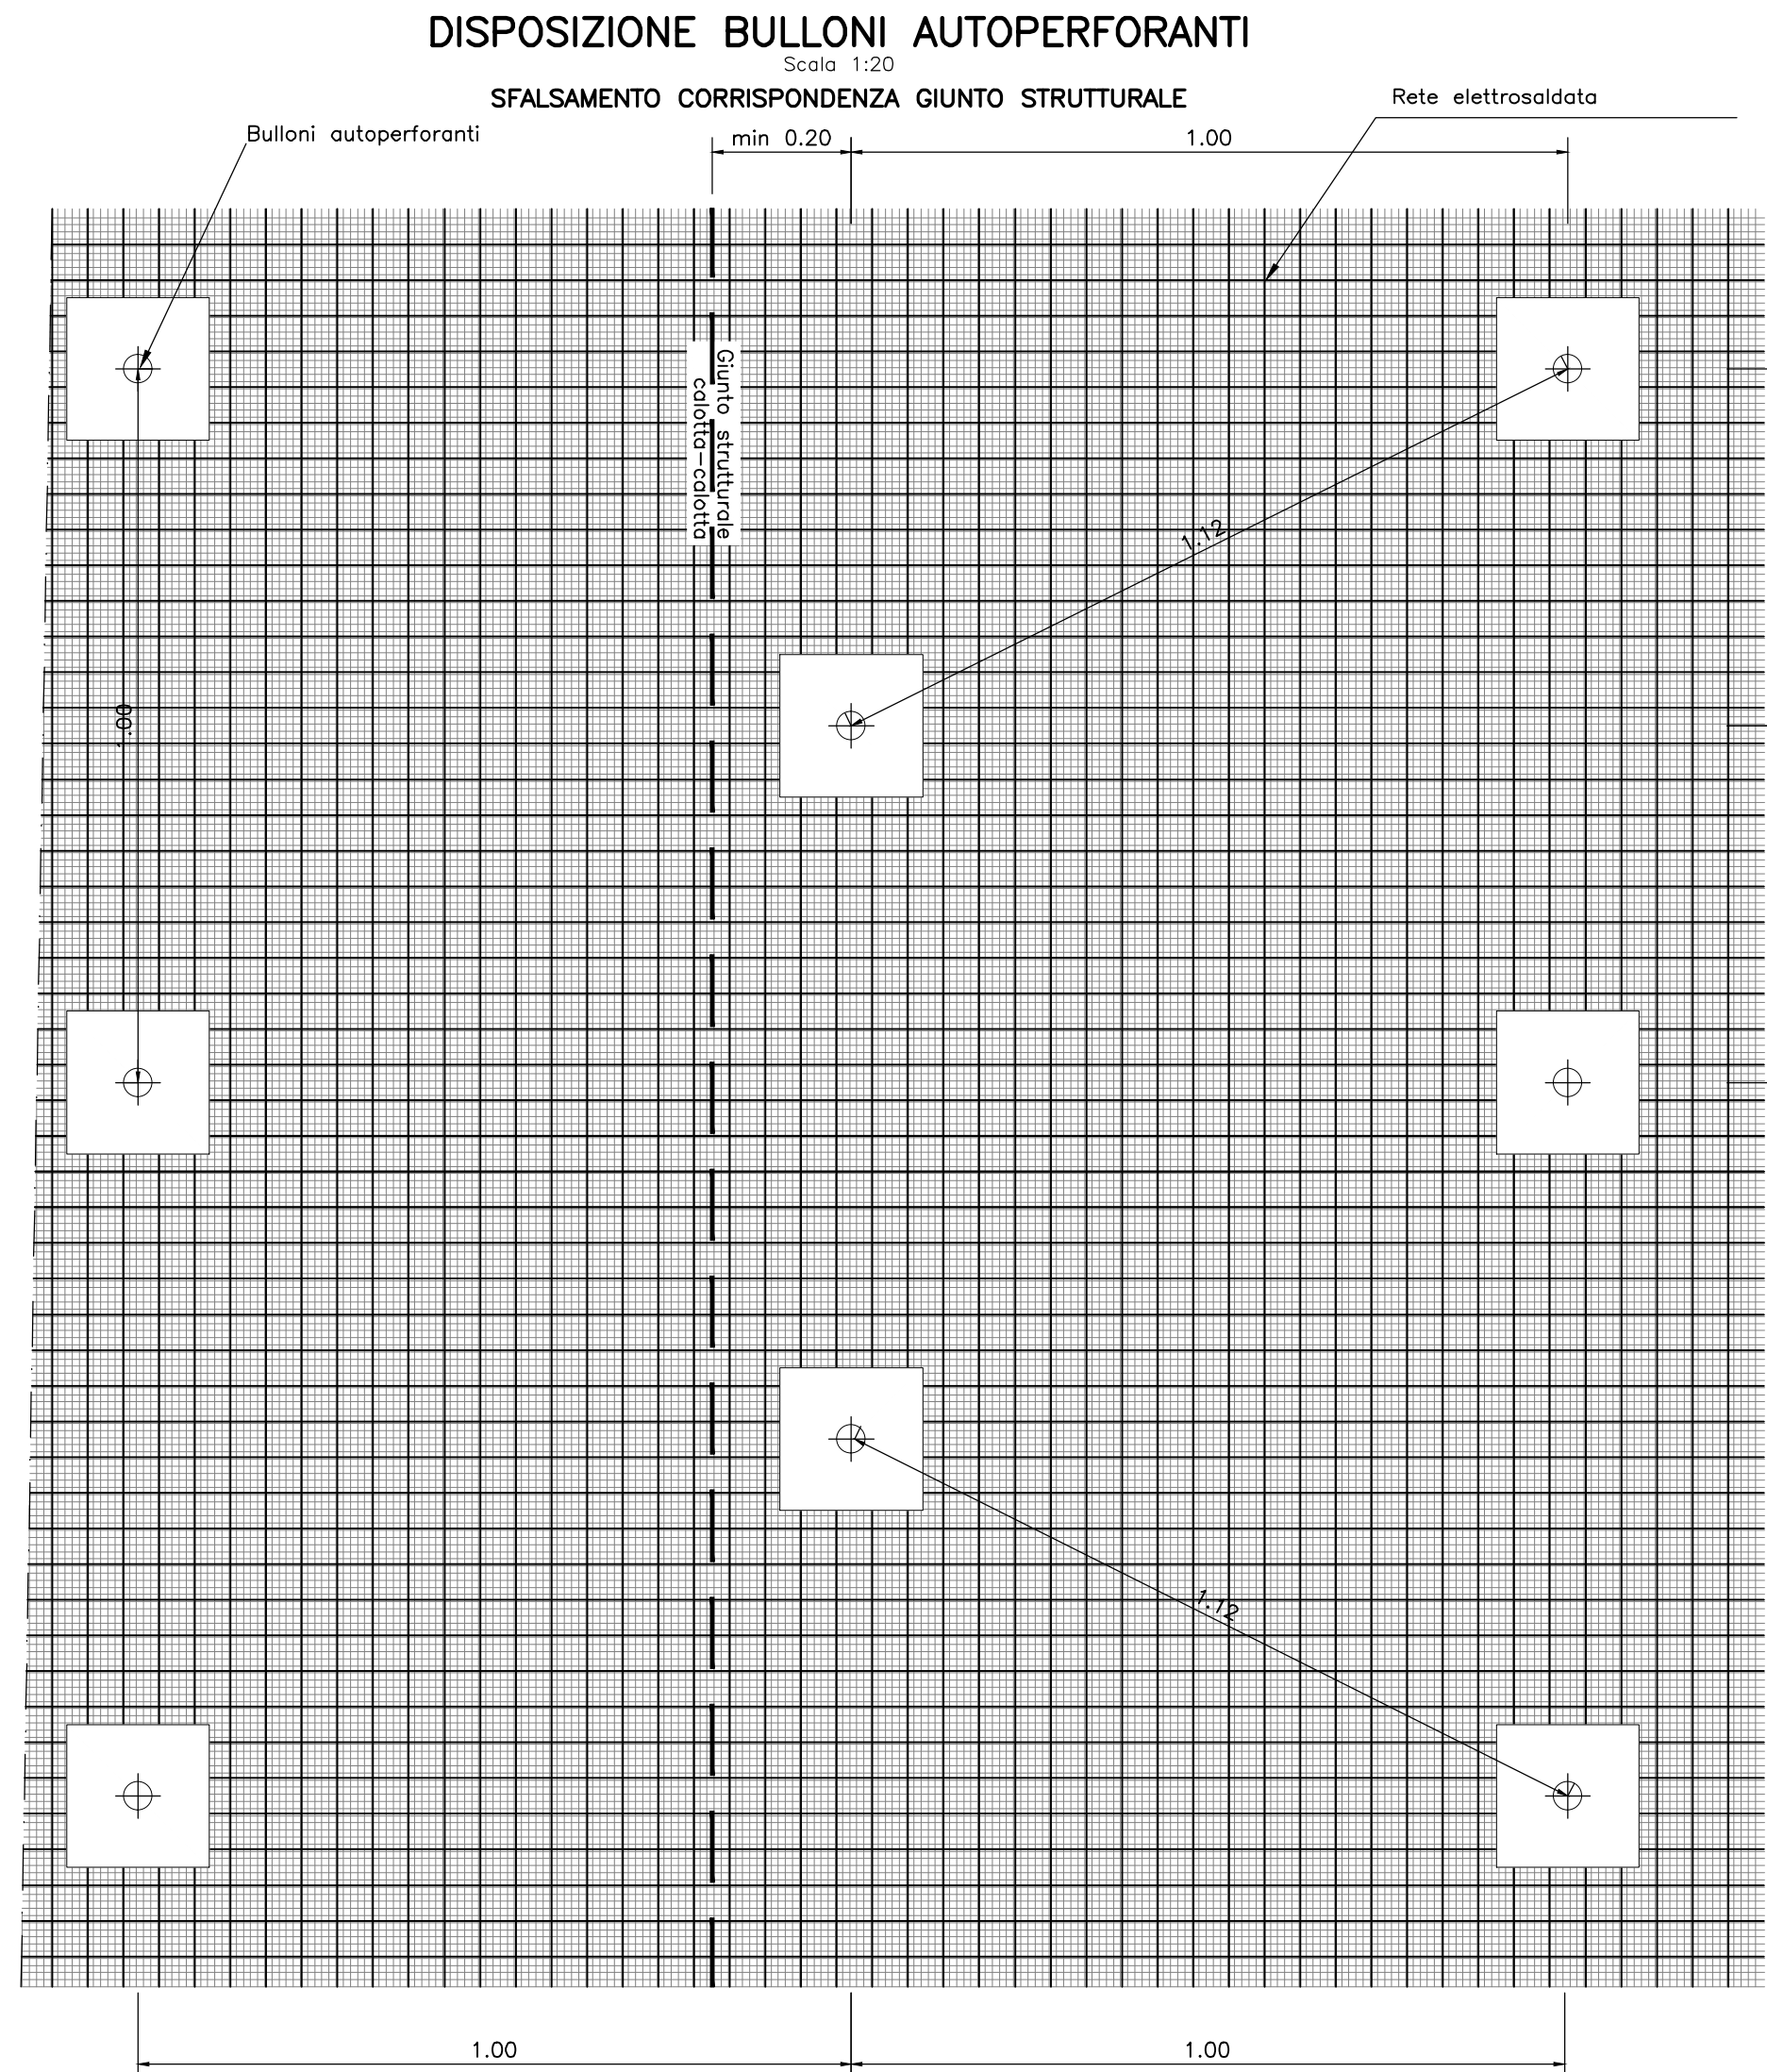 DISPOSIZIONE BULLONI AUTOPERFORANTI
Scala 1:20
SFALSAMENTO CORRISPONDENZA GIUNTO STRUTTURALE
Rete elettrosaldata
Bulloni autoperforanti
min 0.20
1.00
Giunto strutturale
calotta-calotta
1.12
1.00
1.12
1.00
1.00